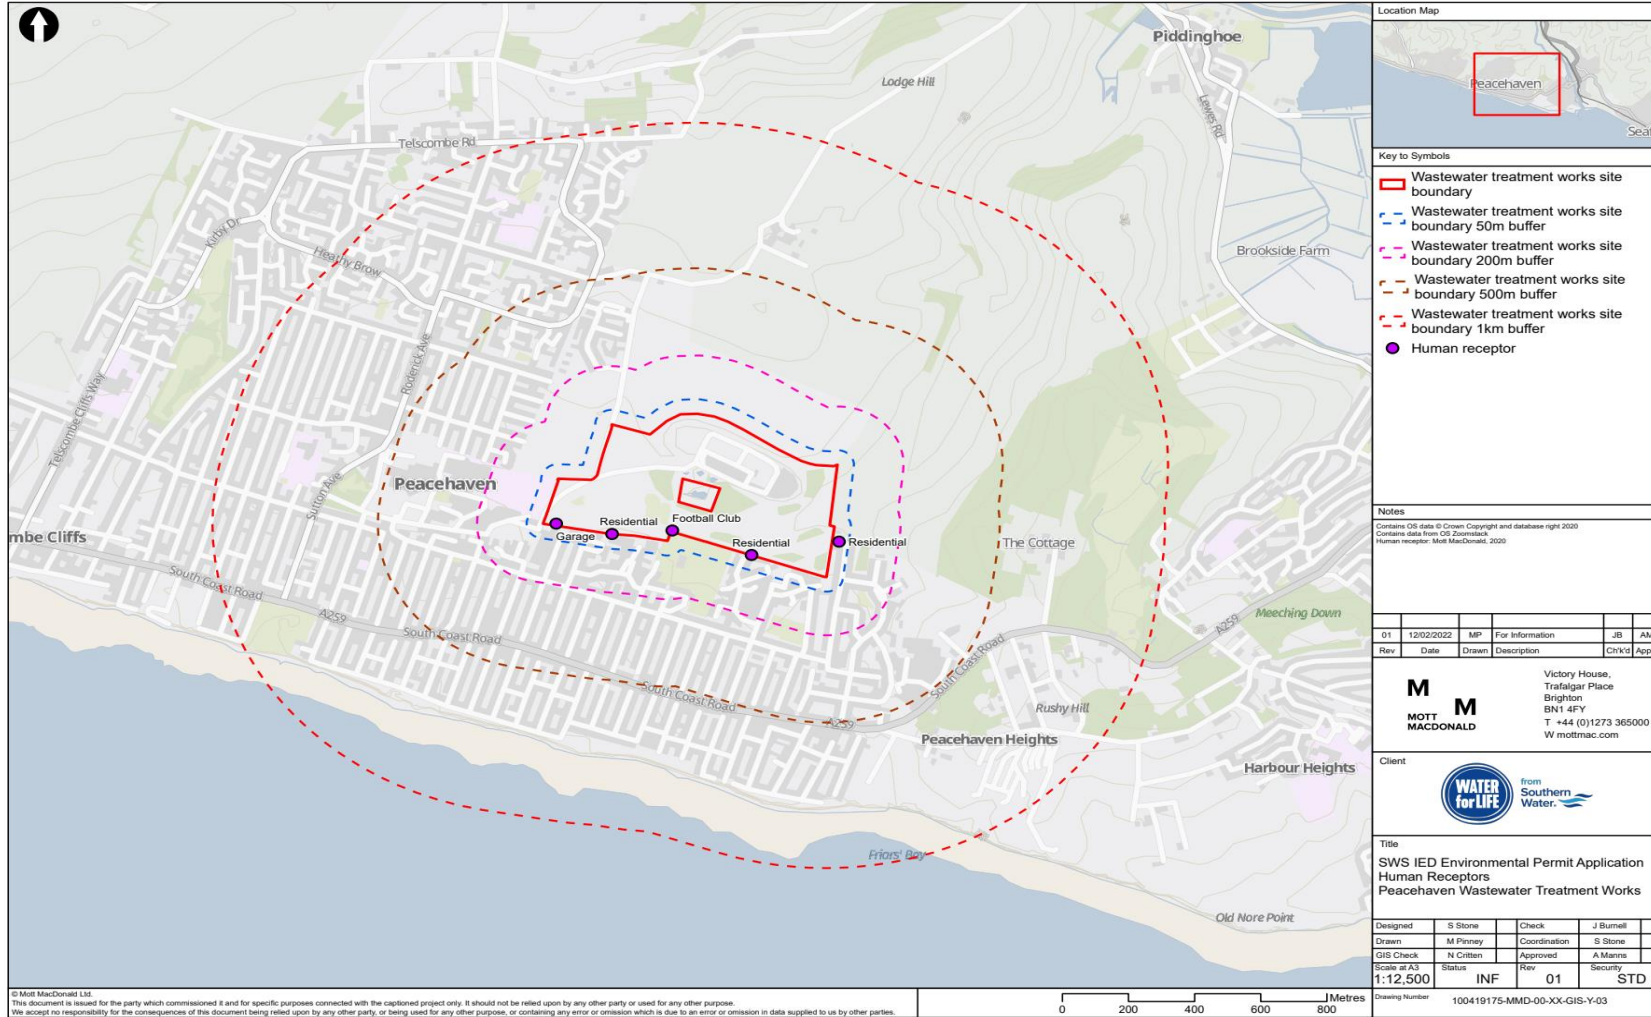 Piddinghoe
Lodge Hill
Lewes Rd
Telscombe Rd
Kirby Dr
Heathy Brow
Brookside Farm
Roderick Ave
Telscombe Cliffs Way
Sutton Ave
Peacehaven
mbe Cliffs
Garage
Residential
Football Club
Residential
Residential
The Cottage
Meeching Down
South Coast Road
A259
South Coast Road
South Coast Road
A259
South Coast Road
A259
Rushy Hill
Peacehaven Heights
Harbour Heights
Friars' Bay
Old Nore Point
Location Map
Peacehaven
Sea
Key to Symbols
Wastewater treatment works site
boundary
Wastewater treatment works site
boundary 50m buffer
Wastewater treatment works site
boundary 200m buffer
Wastewater treatment works site
boundary 500m buffer
Wastewater treatment works site
boundary 1km buffer
Human receptor
Notes
Contains OS data © Crown Copyright and database right 2020
Contains data from OS Zoomstack
Human receptor: Mott MacDonald, 2020
01 12/02/2022 MP For Information JB AM
Rev Date Drawn Description Ch'k'd App
M
M
MOTT
MACDONALD
Victory House,
Trafalgar Place
Brighton
BN1 4FY
T +44 (0)1273 365000
W mottmac.com
Client
WATER
for LIFE
from
Southern
Water.
Title
SWS IED Environmental Permit Application
Human Receptors
Peacehaven Wastewater Treatment Works
Designed S Stone Check J Burnell
Drawn M Pinney Coordination S Stone
GIS Check N Critten Approved A Manns
Scale at A3 Status Rev Security
1:12,500 INF 01 STD
Drawing Number 100419175-MMD-00-XX-GIS-Y-03
© Mott MacDonald Ltd.
This document is issued for the party which commissioned it and for specific purposes connected with the captioned project only. It should not be relied upon by any other party or used for any other purpose.
We accept no responsibility for the consequences of this document being relied upon by any other party, or being used for any other purpose, or containing any error or omission which is due to an error or omission in data supplied to us by other parties.
Metres
0 200 400 600 800